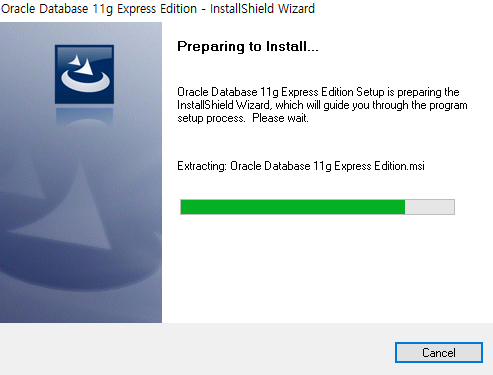 Oracle Database 11g Express Edition - InstallShield Wizard
Preparing to Install...
Oracle Database 11g Express Edition Setup is preparing the
InstallShield Wizard, which will guide you through the program
setup process. Please wait.
Extracting: Oracle Database 11g Express Edition.msi
Cancel